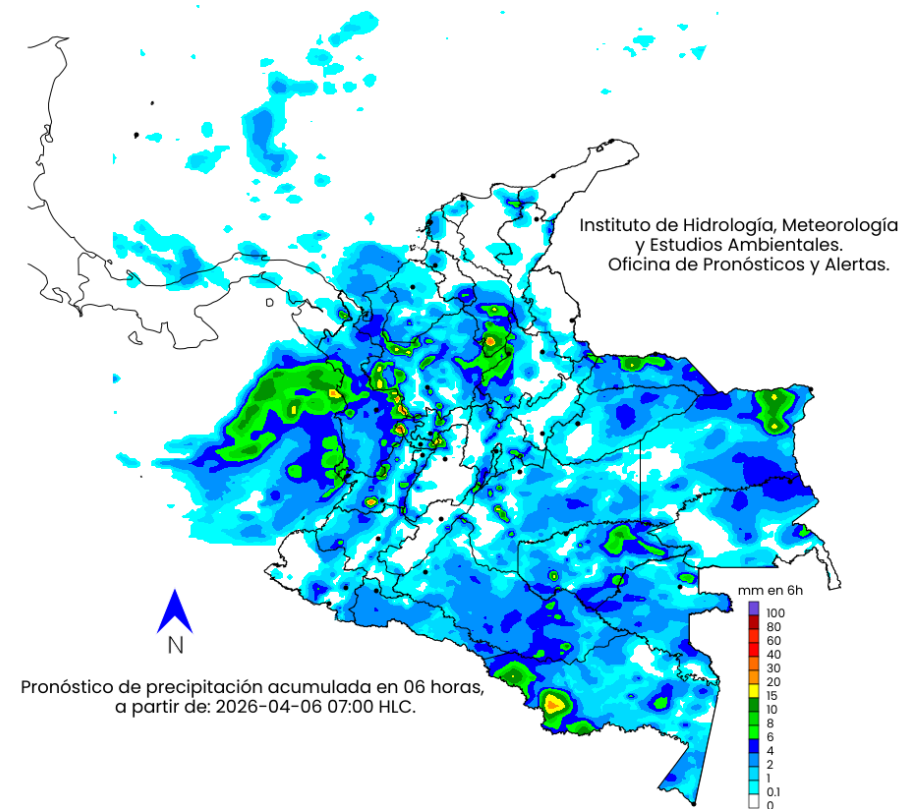 Instituto de Hidrología, Meteorología
y Estudios Ambientales.
Oficina de Pronósticos y Alertas.
mm en 6h
100
80
60
40
30
20
15
10
8
6
4
2
1
0.1
0
N
Pronóstico de precipitación acumulada en 06 horas,
a partir de: 2026-04-06 07:00 HLC.